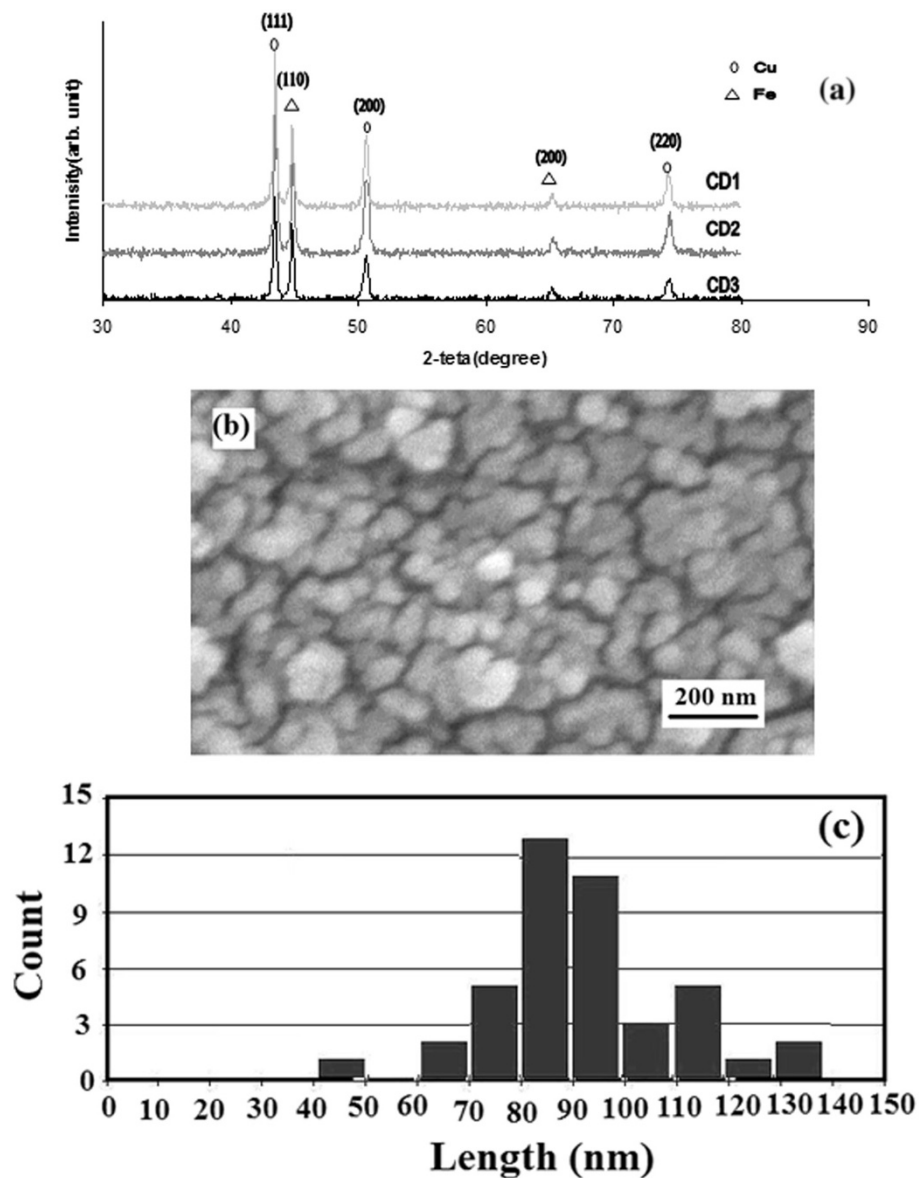 (111)
(110)
(200)
(200)
(220)
Cu
Fe
(a)
CD1
CD2
CD3
Intenisity(arb. unit)
30 40 50 60 70 80 90
2-teta(degree)
(b)
200 nm
(c)
15
12
9
6
3
0
Count
0 10 20 30 40 50 60 70 80 90 100 110 120 130 140 150
Length (nm)